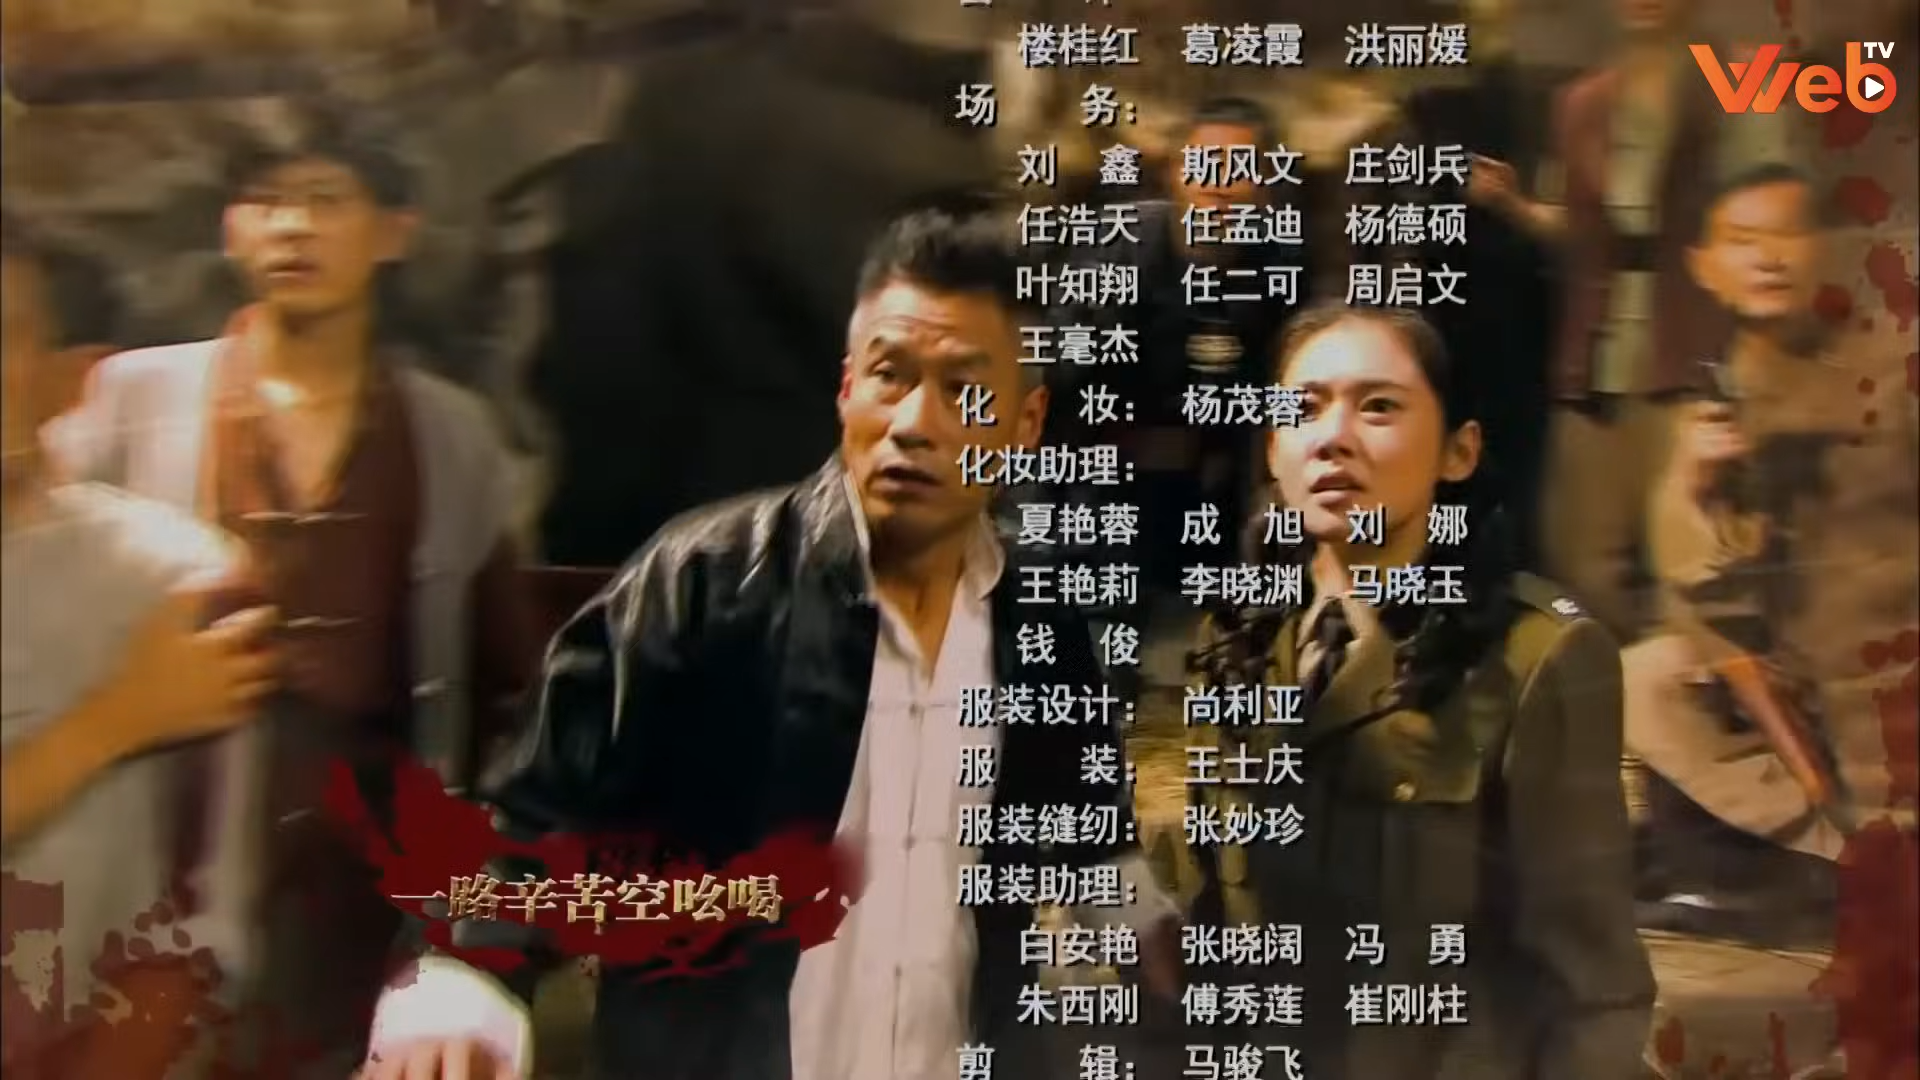 楼桂红 葛凌霞 洪丽媛
WebTV
场 务：
刘 鑫 斯风文 庄剑兵
任浩天 任孟迪 杨德硕
叶知翔 任二可 周启文
王毫杰
化 妆： 杨茂蓉
化妆助理：
夏艳蓉 成 旭 刘 娜
王艳莉 李晓渊 马晓玉
钱 俊
服装设计： 尚利亚
服 装： 王士庆
服装缝纫： 张妙珍
服装助理：
一路辛苦空吆喝
白安艳 张晓阔 冯 勇
朱西刚 傅秀莲 崔刚柱
剪 辑： 马骏飞